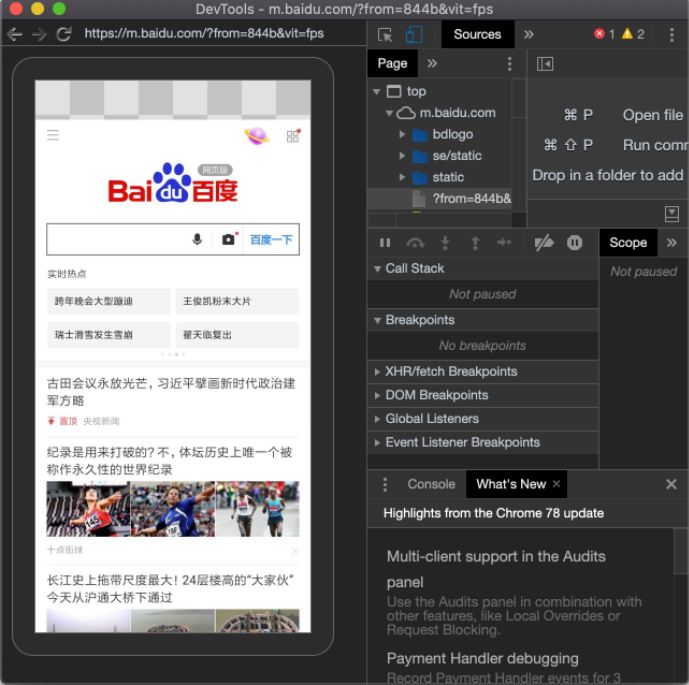 DevTools - m.baidu.com/?from=844b&vit=fps
https://m.baidu.com/?from=844b&vit=fps
Sources
1
2
Page
top
m.baidu.com
bdlogo
se/static
static
?from=844b&
⌘ P Open file
⌘ ⇧ P Run comm
Drop in a folder to add
网页版
Bai du 百度
百度一下
实时热点
跨年晚会大型蹦迪
王俊凯粉末大片
瑞士滑雪发生雪崩
翟天临复出
古田会议永放光芒，习近平擘画新时代政治建
军方略
置顶 央视新闻
纪录是用来打破的？不，体坛历史上唯一个被
称作永久性的世界纪录
十点街球
长江史上拖带尺度最大！24层楼高的“大家伙”
今天从沪通大桥下通过
Scope
Not paused
Call Stack
Not paused
Breakpoints
No breakpoints
XHR/fetch Breakpoints
DOM Breakpoints
Global Listeners
Event Listener Breakpoints
Console
What's New
Highlights from the Chrome 78 update
Multi-client support in the Audits
panel
Use the Audits panel in combination with
other features, like Local Overrides or
Request Blocking.
Payment Handler debugging
Record Payment Handler events for 3